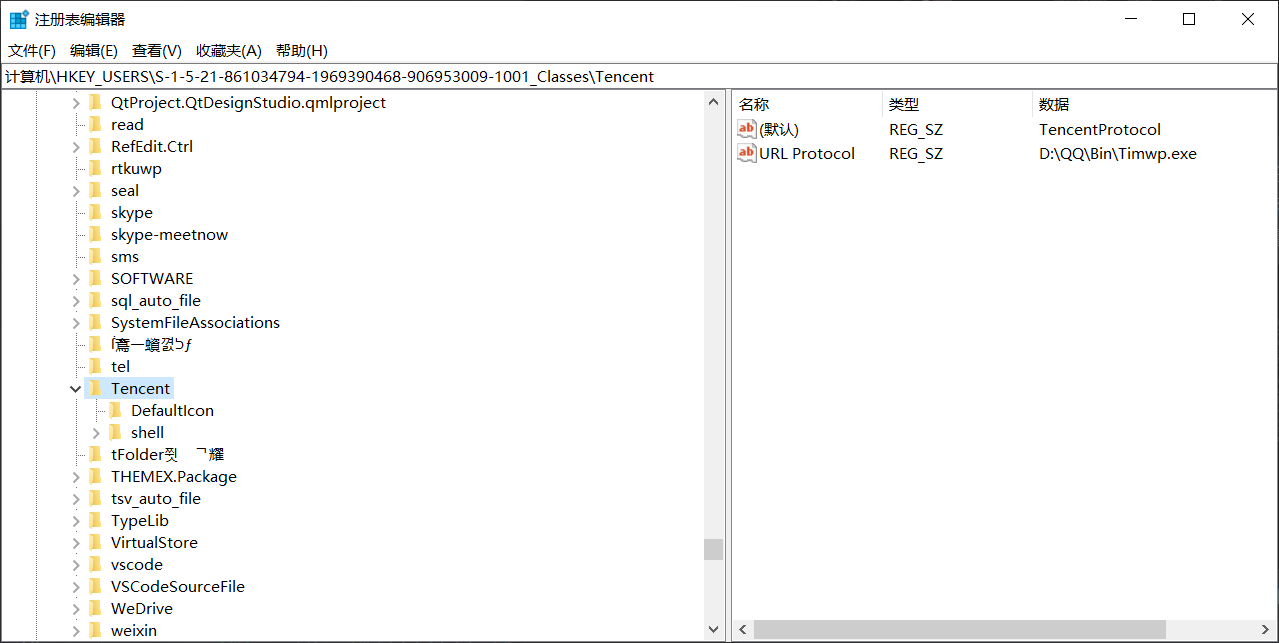 注册表编辑器
文件(F) 编辑(E) 查看(V) 收藏夹(A) 帮助(H)
计算机\HKEY_USERS\S-1-5-21-861034794-1969390468-906953009-1001_Classes\Tencent
QtProject.QtDesignStudio.qmlproject
read
RefEdit.Ctrl
rtkuwp
seal
skype
skype-meetnow
sms
SOFTWARE
sql_auto_file
SystemFileAssociations
tel
Tencent
DefaultIcon
shell
tFolder
THEMEX.Package
tsv_auto_file
TypeLib
VirtualStore
vscode
VSCodeSourceFile
WeDrive
weixin
名称 类型 数据
ab (默认) REG_SZ TencentProtocol
ab URL Protocol REG_SZ D:\QQ\Bin\Timwp.exe